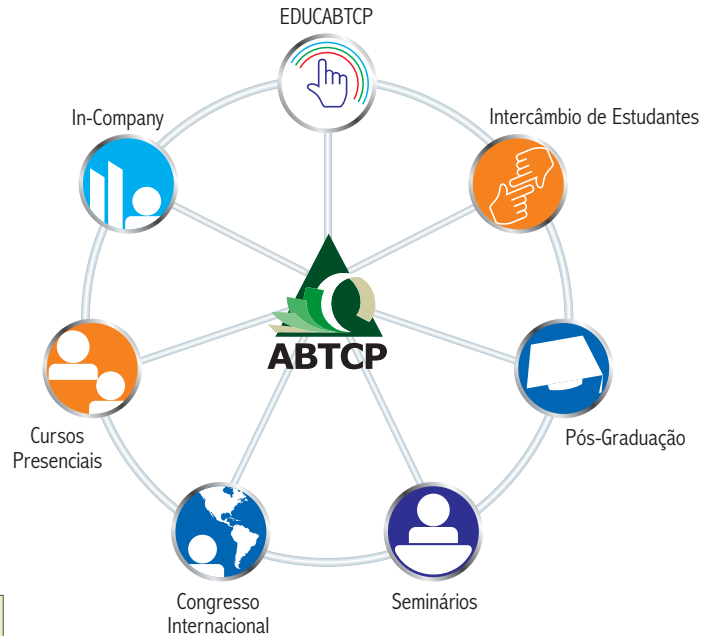 EDUCABTCP
In-Company
Intercâmbio de Estudantes
ABTCP
Cursos
Presenciais
Pós-Graduação
Congresso
Internacional
Seminários